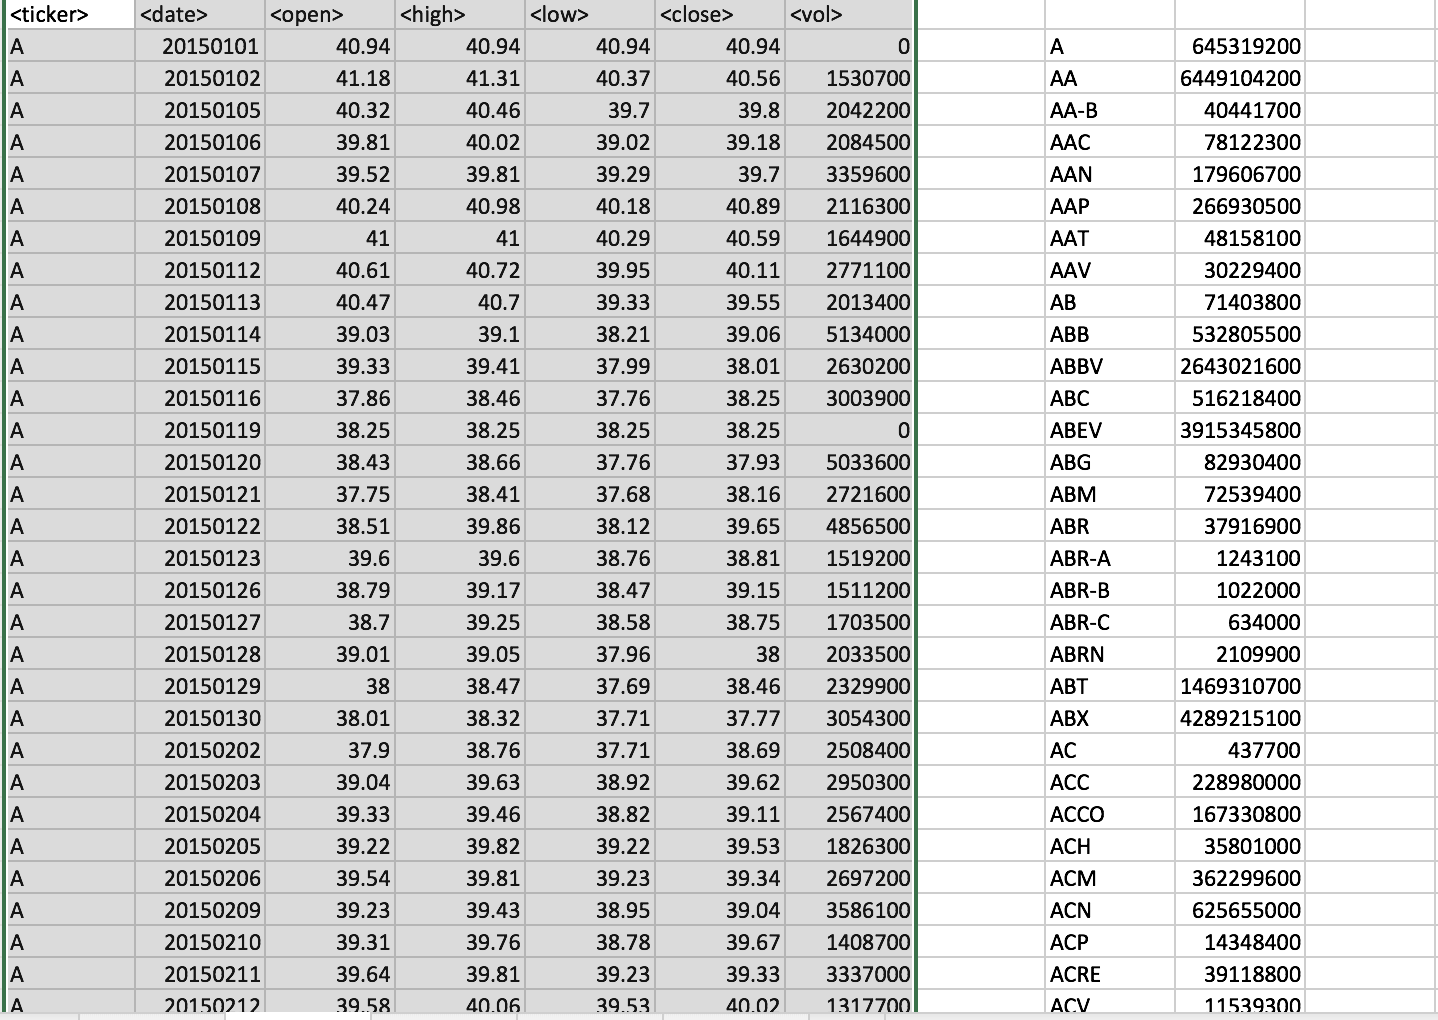 <ticker> <date> <open> <high> <low> <close> <vol>
A 20150101 40.94 40.94 40.94 40.94 0 A 645319200
A 20150102 41.18 41.31 40.37 40.56 1530700 AA 6449104200
A 20150105 40.32 40.46 39.7 39.8 2042200 AA-B 40441700
A 20150106 39.81 40.02 39.02 39.18 2084500 AAC 78122300
A 20150107 39.52 39.81 39.29 39.7 3359600 AAN 179606700
A 20150108 40.24 40.98 40.18 40.89 2116300 AAP 266930500
A 20150109 41 41 40.29 40.59 1644900 AAT 48158100
A 20150112 40.61 40.72 39.95 40.11 2771100 AAV 30229400
A 20150113 40.47 40.7 39.33 39.55 2013400 AB 71403800
A 20150114 39.03 39.1 38.21 39.06 5134000 ABB 532805500
A 20150115 39.33 39.41 37.99 38.01 2630200 ABBV 2643021600
A 20150116 37.86 38.46 37.76 38.25 3003900 ABC 516218400
A 20150119 38.25 38.25 38.25 38.25 0 ABEV 3915345800
A 20150120 38.43 38.66 37.76 37.93 5033600 ABG 82930400
A 20150121 37.75 38.41 37.68 38.16 2721600 ABM 72539400
A 20150122 38.51 39.86 38.12 39.65 4856500 ABR 37916900
A 20150123 39.6 39.6 38.76 38.81 1519200 ABR-A 1243100
A 20150126 38.79 39.17 38.47 39.15 1511200 ABR-B 1022000
A 20150127 38.7 39.25 38.58 38.75 1703500 ABR-C 634000
A 20150128 39.01 39.05 37.96 38 2033500 ABRN 2109900
A 20150129 38 38.47 37.69 38.46 2329900 ABT 1469310700
A 20150130 38.01 38.32 37.71 37.77 3054300 ABX 4289215100
A 20150202 37.9 38.76 37.71 38.69 2508400 AC 437700
A 20150203 39.04 39.63 38.92 39.62 2950300 ACC 228980000
A 20150204 39.33 39.46 38.82 39.11 2567400 ACCO 167330800
A 20150205 39.22 39.82 39.22 39.53 1826300 ACH 35801000
A 20150206 39.54 39.81 39.23 39.34 2697200 ACM 362299600
A 20150209 39.23 39.43 38.95 39.04 3586100 ACN 625655000
A 20150210 39.31 39.76 38.78 39.67 1408700 ACP 14348400
A 20150211 39.64 39.81 39.23 39.33 3337000 ACRE 39118800
A 20150212 39.58 40.06 39.53 40.02 1317700 ACV 11539300